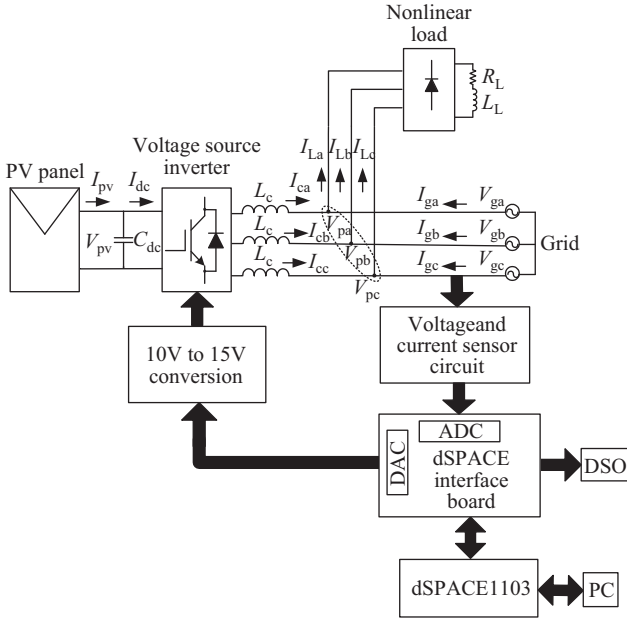 Nonlinear
load
R_L
L_L
Voltage source
inverter
PV panel
I_pv
I_dc
I_La
I_Lb
I_Lc
L_c
I_ca
I_ga
V_ga
V_pa
V_pv
C_dc
L_c
I_cb
I_gb
V_gb
Grid
V_pb
L_c
I_cc
I_gc
V_gc
V_pc
10V to 15V
conversion
Voltageand
current sensor
circuit
ADC
DAC
dSPACE
interface
board
DSO
dSPACE1103
PC